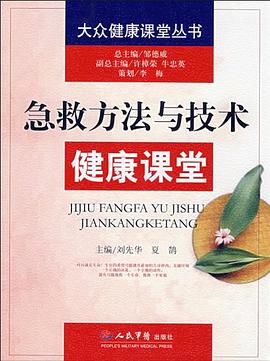 大众健康课堂丛书
总主编/邹德威
副总主编/许樟荣 牛忠英
策划/李 梅
急救方法与技术
健康课堂
JIJIU FANGFA YU JISHU
JIANKANGKETANG
主编/刘先华 夏 鹄
人民军医出版社
PEOPLE'S MILITARY MEDICAL PRESS